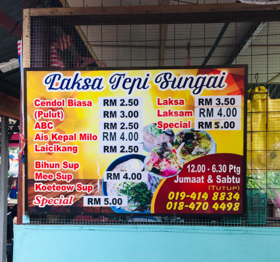 Laksa Tepi Sungai
Cendol Biasa RM 2.50
(Pulut) RM 3.00
ABC RM 2.50
Ais Kepal Milo RM 4.00
Laicikang RM 2.50
Laksa RM 3.50
Laksam RM 4.00
Special RM 5.00
Bihun Sup
Mee Sup RM 4.00
Koeteow Sup
Special RM 5.00
12.00 - 6.30 Ptg
Jumaat & Sabtu
(TUTUP)
019-414 8834
018-470 4498